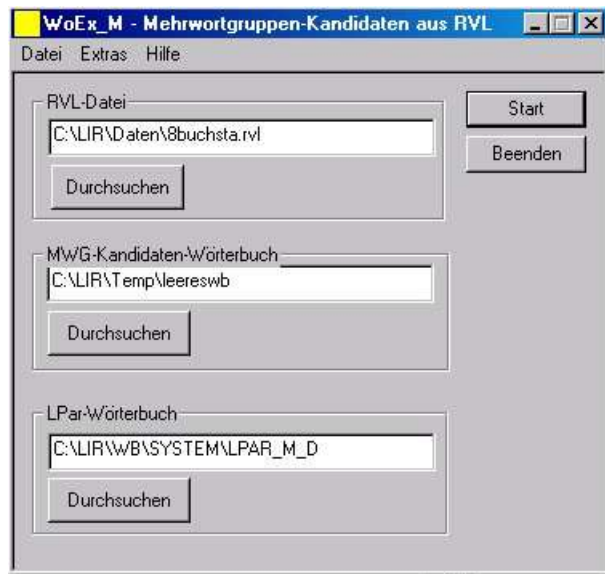 WoEx_M - Mehrwortgruppen-Kandidaten aus RVL
Datei Extras Hilfe
RVL-Datei
C:\LIR\Daten\8buchsta.rvl
Durchsuchen
Start
Beenden
MWG-Kandidaten-Wörterbuch
C:\LIR\Temp\leereswb
Durchsuchen
LPar-Wörterbuch
C:\LIR\WB\SYSTEM\LPAR_M_D
Durchsuchen